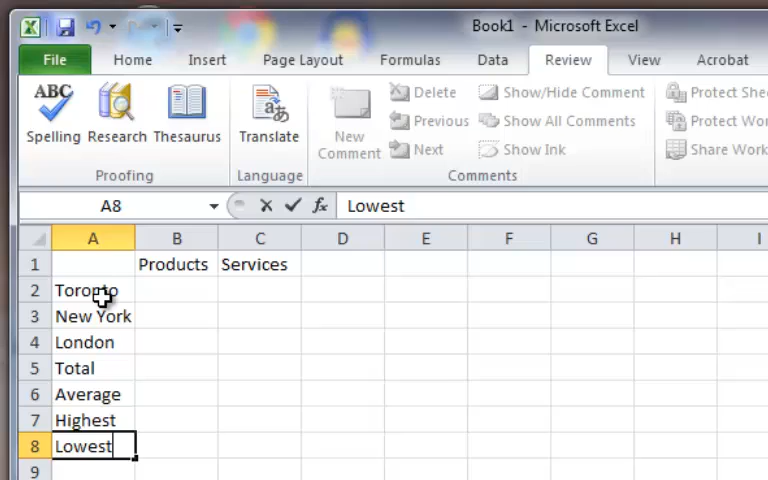 Book1 - Microsoft Excel
File Home Insert Page Layout Formulas Data Review View Acrobat
ABC
Spelling Research Thesaurus
Proofing
Translate
Language
New
Comment
Delete
Previous
Next
Show/Hide Comment
Show All Comments
Show Ink
Comments
Protect She
Protect Wo
Share Work
A8 fx Lowest
A B C D E F G H I
1 Products Services
2 Toronto
3 New York
4 London
5 Total
6 Average
7 Highest
8 Lowest
9